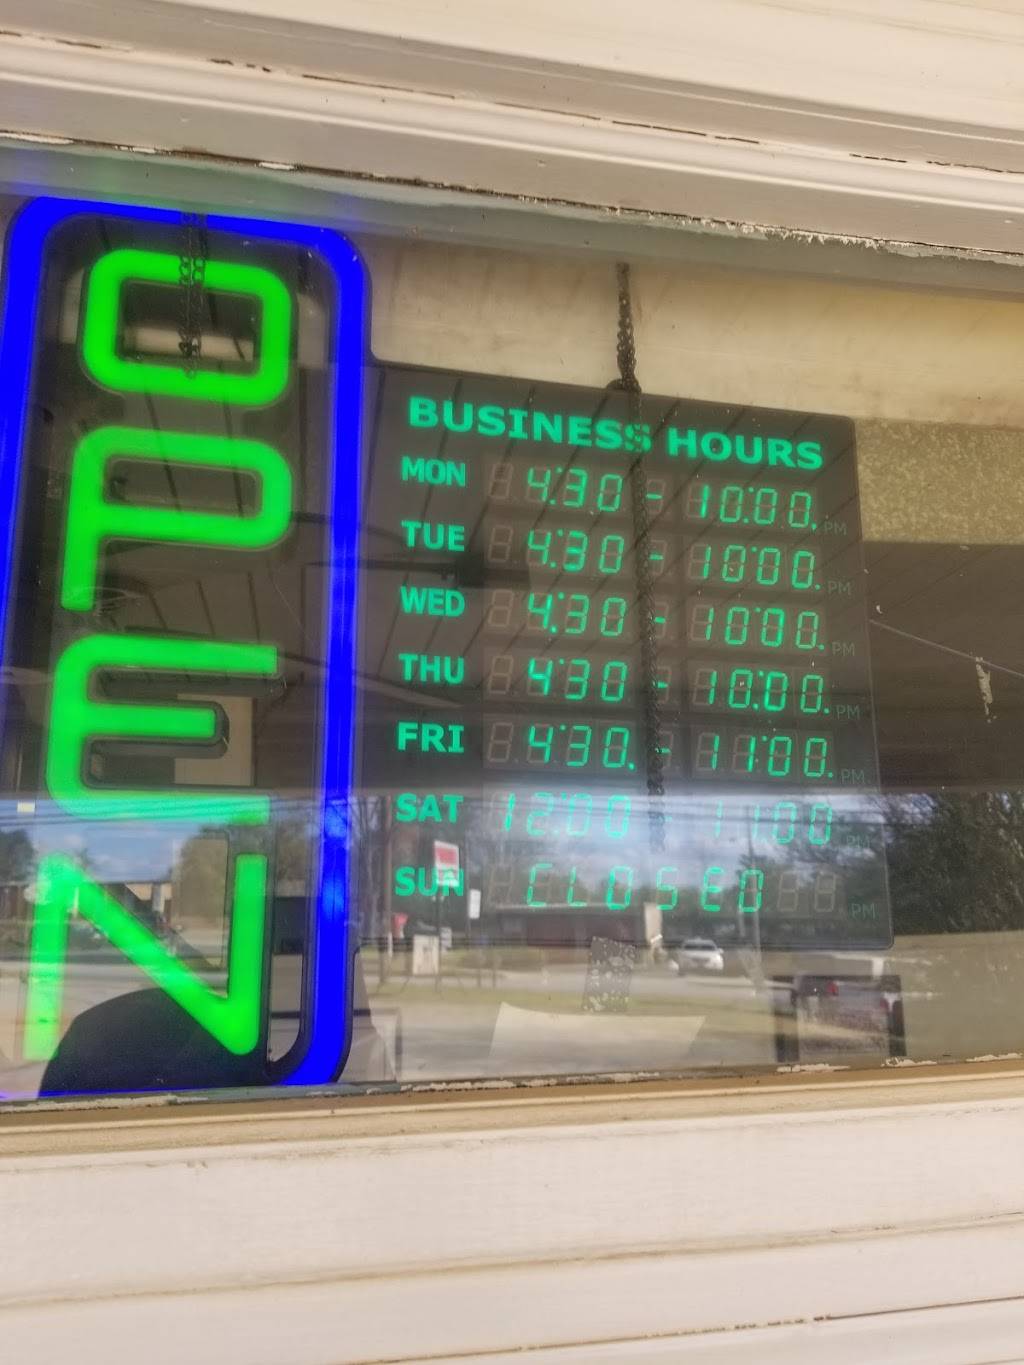 OPEN
BUSINESS HOURS
MON 4:30 - 10:00 PM
TUE 4:30 - 10:00 PM
WED 4:30 - 10:00 PM
THU 4:30 - 10:00 PM
FRI 4:30 - 11:00 PM
SAT 12:00 - 11:00 PM
SUN CLOSED PM